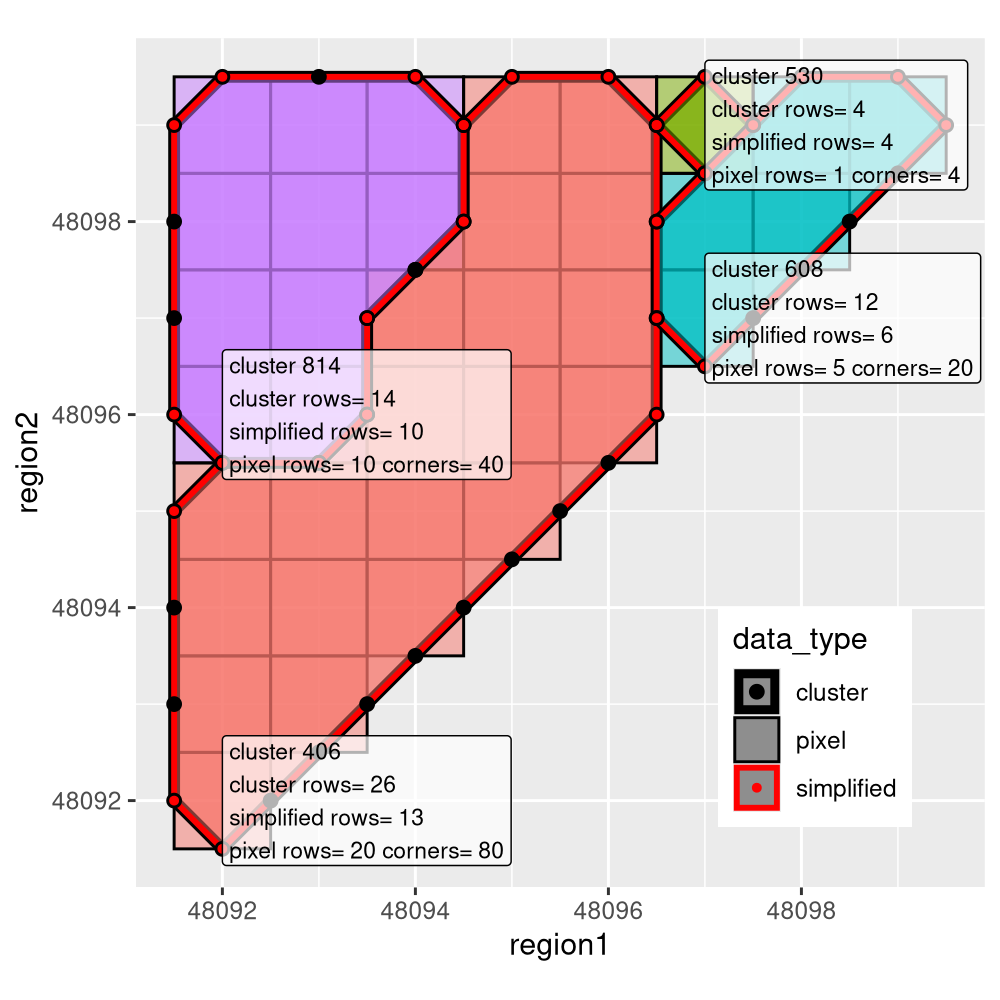 cluster 530
cluster rows= 4
simplified rows= 4
pixel rows= 1 corners= 4
cluster 608
cluster rows= 12
simplified rows= 6
pixel rows= 5 corners= 20
cluster 814
cluster rows= 14
simplified rows= 10
pixel rows= 10 corners= 40
cluster 406
cluster rows= 26
simplified rows= 13
pixel rows= 20 corners= 80
data_type
cluster
pixel
simplified
region2
48098
48096
48094
48092
48092
48094
48096
48098
region1